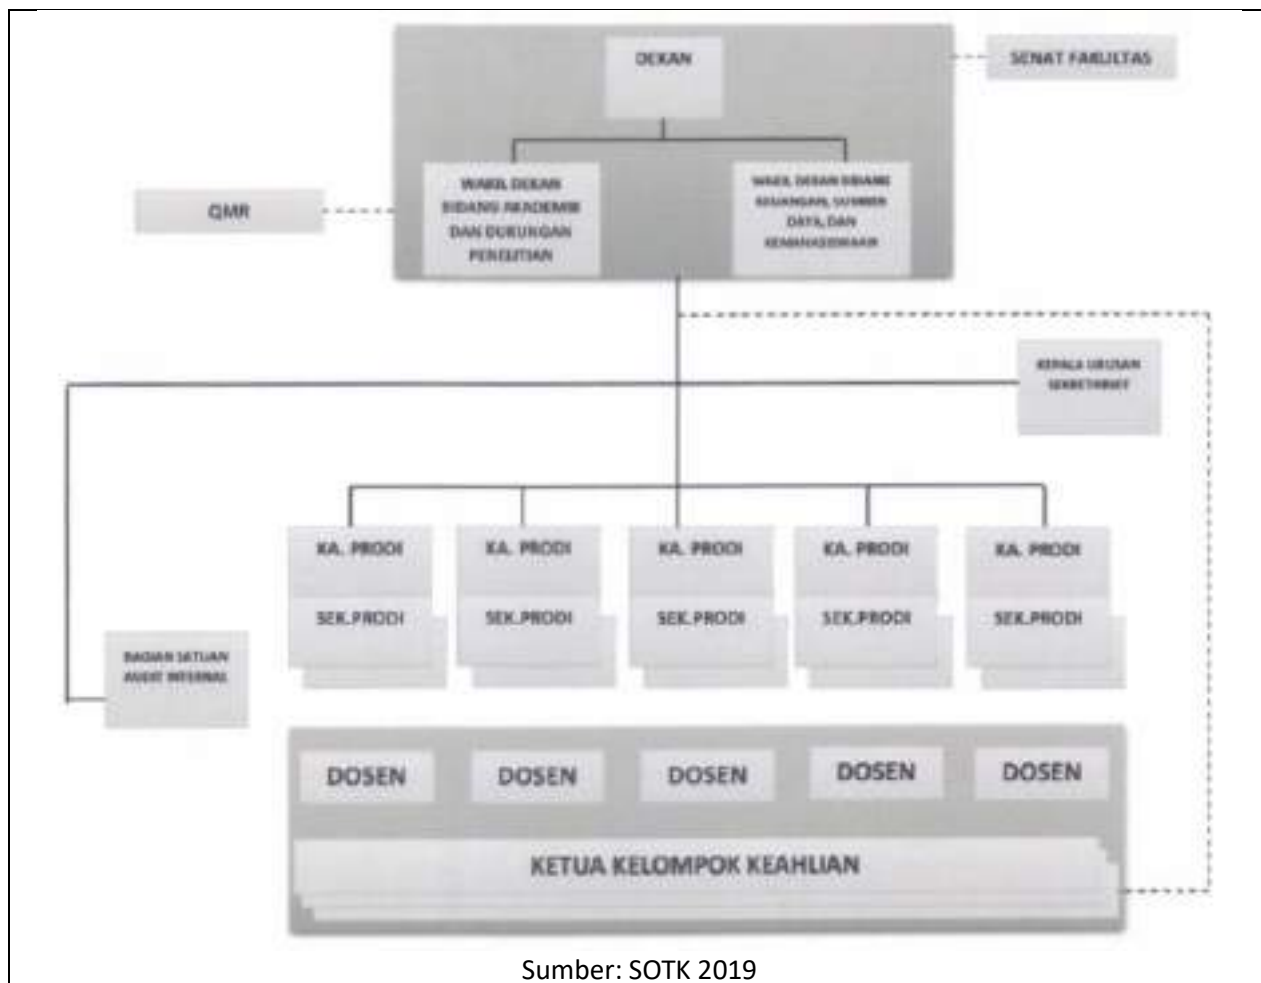 DEKAN
SENAT FAKULTAS
WAKIL DEKAN
BIDANG AKADEMIK
DAN DUKUNGAN
PENELITIAN
WAKIL DEKAN BIDANG
KEUANGAN, SUMBER
DAYA, DAN
QMR
KEPALA URUSAN
KA. PRODI
KA. PRODI
KA. PRODI
KA. PRODI
KA. PRODI
SEK.PRODI
SEK.PRODI
SEK.PRODI
SEK.PRODI
SEK.PRODI
BAGIAN SATUAN
AUDIT INTERNAL
DOSEN
DOSEN
DOSEN
DOSEN
DOSEN
KETUA KELOMPOK KEAHLIAN
Sumber: SOTK 2019